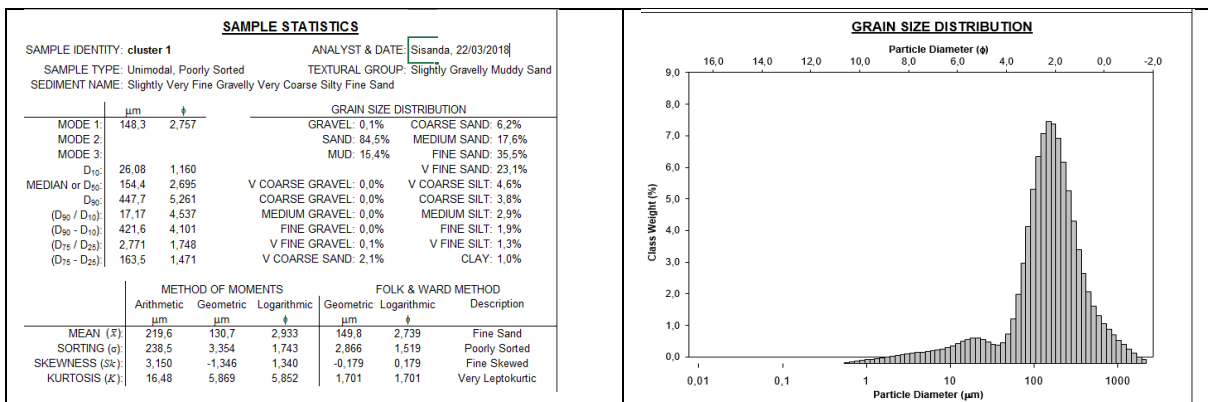 SAMPLE STATISTICS
SAMPLE IDENTITY: cluster 1 ANALYST & DATE: Sisanda, 22/03/2018
SAMPLE TYPE: Unimodal, Poorly Sorted TEXTURAL GROUP: Slightly Gravelly Muddy Sand
SEDIMENT NAME: Slightly Very Fine Gravelly Very Coarse Silty Fine Sand
μm ϕ GRAIN SIZE DISTRIBUTION
MODE 1: 148,3 2,757 GRAVEL: 0,1% COARSE SAND: 6,2%
MODE 2: SAND: 84,5% MEDIUM SAND: 17,6%
MODE 3: MUD: 15,4% FINE SAND: 35,5%
D10: 26,08 1,160 V FINE SAND: 23,1%
MEDIAN or D50: 154,4 2,695 V COARSE GRAVEL: 0,0% V COARSE SILT: 4,6%
D90: 447,7 5,261 COARSE GRAVEL: 0,0% COARSE SILT: 3,8%
(D90 / D10): 17,17 4,537 MEDIUM GRAVEL: 0,0% MEDIUM SILT: 2,9%
(D90 - D10): 421,6 4,101 FINE GRAVEL: 0,0% FINE SILT: 1,9%
(D75 / D25): 2,771 1,748 V FINE GRAVEL: 0,1% V FINE SILT: 1,3%
(D75 - D25): 163,5 1,471 V COARSE SAND: 2,1% CLAY: 1,0%
METHOD OF MOMENTS FOLK & WARD METHOD
Arithmetic Geometric Logarithmic Geometric Logarithmic Description
μm μm ϕ μm ϕ
MEAN (x̄): 219,6 130,7 2,933 149,8 2,739 Fine Sand
SORTING (σ): 238,5 3,354 1,743 2,866 1,519 Poorly Sorted
SKEWNESS (Sk): 3,150 -1,346 1,340 -0,179 0,179 Fine Skewed
KURTOSIS (K): 16,48 5,869 5,852 1,701 1,701 Very Leptokurtic
GRAIN SIZE DISTRIBUTION
Particle Diameter (ϕ)
16,0 14,0 12,0 10,0 8,0 6,0 4,0 2,0 0,0 -2,0
9,0
8,0
7,0
6,0
5,0
4,0
3,0
2,0
1,0
0,0
Class Weight (%)
0,01 0,1 1 10 100 1000
Particle Diameter (μm)